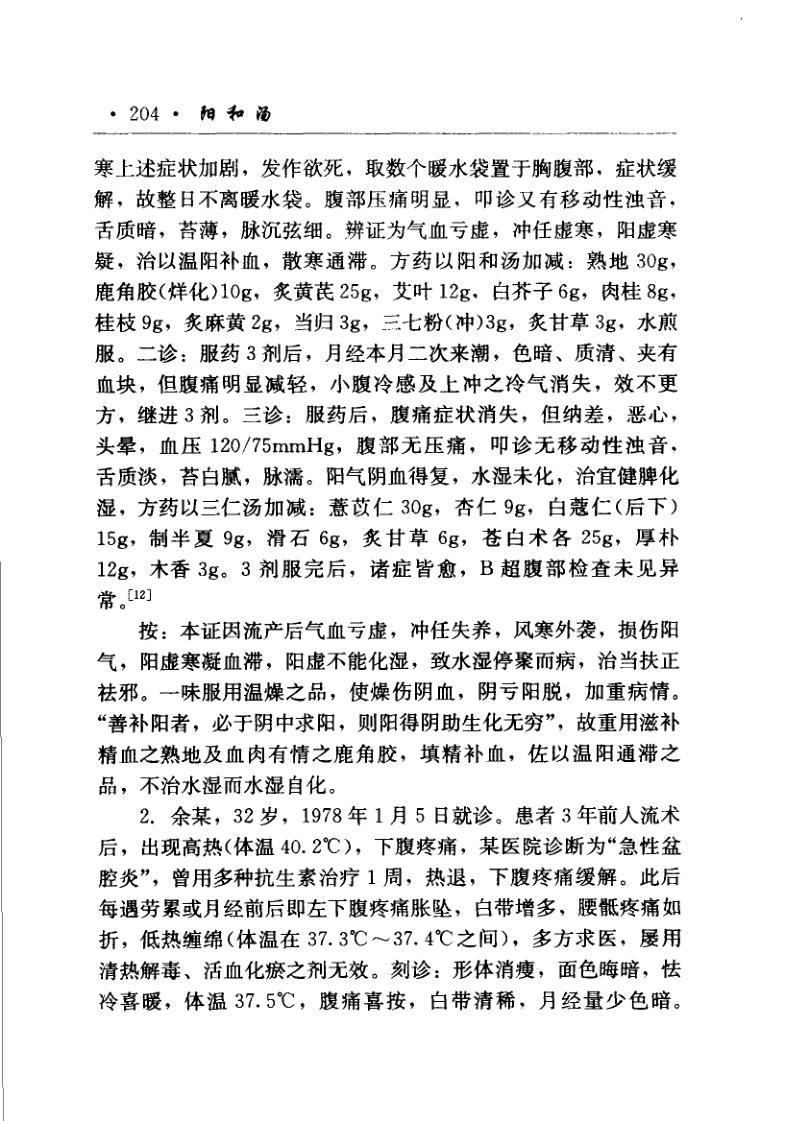 · 204 · 阳和汤
寒上述症状加剧，发作欲死，取数个暖水袋置于胸腹部，症状缓
解，故整日不离暖水袋。腹部压痛明显，叩诊又有移动性浊音，
舌质暗，苔薄，脉沉弦细。辨证为气血亏虚，冲任虚寒，阳虚寒
疑，治以温阳补血，散寒通滞。方药以阳和汤加减：熟地 30g，
鹿角胶(烊化)10g，炙黄芪 25g，艾叶 12g，白芥子 6g，肉桂 8g，
桂枝 9g，炙麻黄 2g，当归 3g，三七粉(冲)3g，炙甘草 3g，水煎
服。二诊：服药 3 剂后，月经本月二次来潮，色暗、质清、夹有
血块，但腹痛明显减轻，小腹冷感及上冲之冷气消失，效不更
方，继进 3 剂。三诊：服药后，腹痛症状消失，但纳差，恶心，
头晕，血压 120/75mmHg，腹部无压痛，叩诊无移动性浊音，
舌质淡，苔白腻，脉濡。阳气阴血得复，水湿未化，治宜健脾化
湿，方药以三仁汤加减：薏苡仁 30g，杏仁 9g，白蔻仁(后下)
15g，制半夏 9g，滑石 6g，炙甘草 6g，苍白术各 25g，厚朴
12g，木香 3g。3 剂服完后，诸症皆愈，B 超腹部检查未见异
常。[12]
按：本证因流产后气血亏虚，冲任失养，风寒外袭，损伤阳
气，阳虚寒凝血滞，阳虚不能化湿，致水湿停聚而病，治当扶正
祛邪。一味服用温燥之品，使燥伤阴血，阴亏阳脱，加重病情。
“善补阳者，必于阴中求阳，则阳得阴助生化无穷”，故重用滋补
精血之熟地及血肉有情之鹿角胶，填精补血，佐以温阳通滞之
品，不治水湿而水湿自化。
2. 余某，32 岁，1978 年 1 月 5 日就诊。患者 3 年前人流术
后，出现高热(体温 40.2℃)，下腹疼痛，某医院诊断为“急性盆
腔炎”，曾用多种抗生素治疗 1 周，热退，下腹疼痛缓解。此后
每遇劳累或月经前后即左下腹疼痛胀坠，白带增多，腰骶疼痛如
折，低热缠绵(体温在 37.3℃～37.4℃之间)，多方求医，屡用
清热解毒、活血化瘀之剂无效。刻诊：形体消瘦，面色晦暗，怯
冷喜暖，体温 37.5℃，腹痛喜按，白带清稀，月经量少色暗。